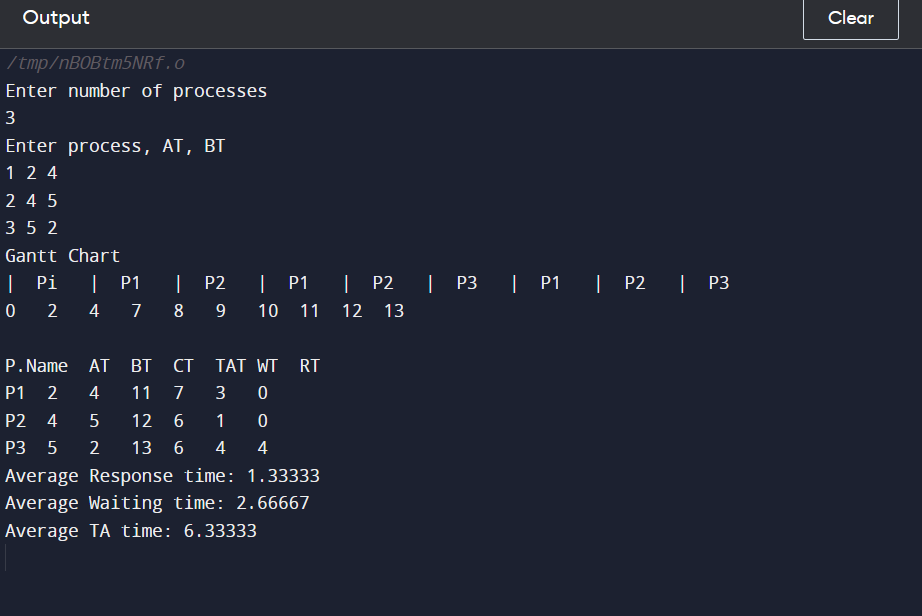 Output
Clear
/tmp/nBOBtm5NRf.o
Enter number of processes
3
Enter process, AT, BT
1 2 4
2 4 5
3 5 2
Gantt Chart
|  Pi   |  P1   |  P2   |  P1   |  P2   |  P3   |  P1   |  P2   |  P3
0   2   4   7   8   9   10  11  12  13
P.Name  AT  BT  CT  TAT WT  RT
P1  2   4   11  7   3   0
P2  4   5   12  6   1   0
P3  5   2   13  6   4   4
Average Response time: 1.33333
Average Waiting time: 2.66667
Average TA time: 6.33333